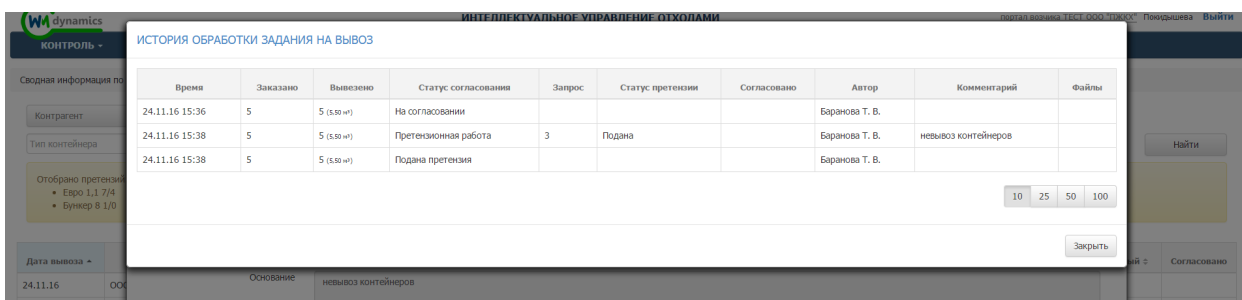 WM dynamics
ИНТЕЛЛЕКТУАЛЬНОЕ УПРАВЛЕНИЕ ОТХОДАМИ
портал возчика ТЕСТ ООО "ПЖКХ" Покидышева Выйти
КОНТРОЛЬ
ИСТОРИЯ ОБРАБОТКИ ЗАДАНИЯ НА ВЫВОЗ
Сводная информация по
Время Заказано Вывезено Статус согласования Запрос Статус претензии Согласовано Автор Комментарий Файлы
24.11.16 15:36 5 5 (5,50 м³) На согласовании Баранова Т. В.
Контрагент
24.11.16 15:38 5 5 (5,50 м³) Претензионная работа 3 Подана Баранова Т. В. невывоз контейнеров
Тип контейнера Найти
24.11.16 15:38 5 5 (5,50 м³) Подана претензия Баранова Т. В.
Отобрано претензий
• Евро 1,1 7/4
• Бункер 8 1/0
10 25 50 100
Закрыть
Дата вывоза ый Согласовано
Основание невывоз контейнеров
24.11.16 ООО